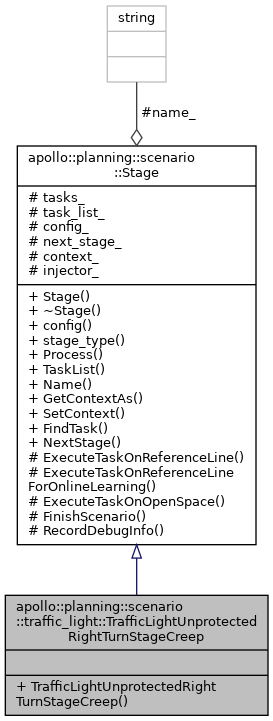 string
#name_
apollo::planning::scenario
::Stage
# tasks_
# task_list_
# config_
# next_stage_
# context_
# injector_
+ Stage()
+ ~Stage()
+ config()
+ stage_type()
+ Process()
+ TaskList()
+ Name()
+ GetContextAs()
+ SetContext()
+ FindTask()
+ NextStage()
# ExecuteTaskOnReferenceLine()
# ExecuteTaskOnReferenceLine
ForOnlineLearning()
# ExecuteTaskOnOpenSpace()
# FinishScenario()
# RecordDebugInfo()
apollo::planning::scenario
::traffic_light::TrafficLightUnprotected
RightTurnStageCreep
+ TrafficLightUnprotectedRight
TurnStageCreep()